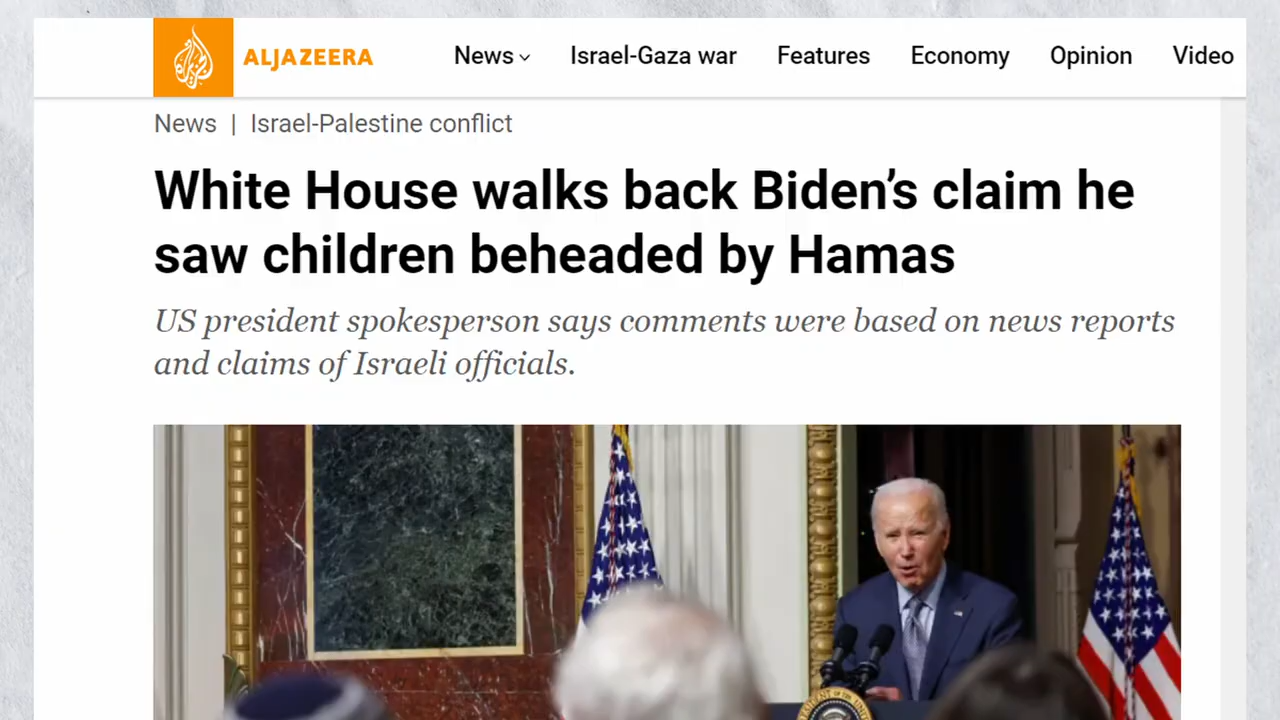 ALJAZEERA
News Israel-Gaza war Features Economy Opinion Video
News | Israel-Palestine conflict
White House walks back Biden’s claim he
saw children beheaded by Hamas
US president spokesperson says comments were based on news reports
and claims of Israeli officials.